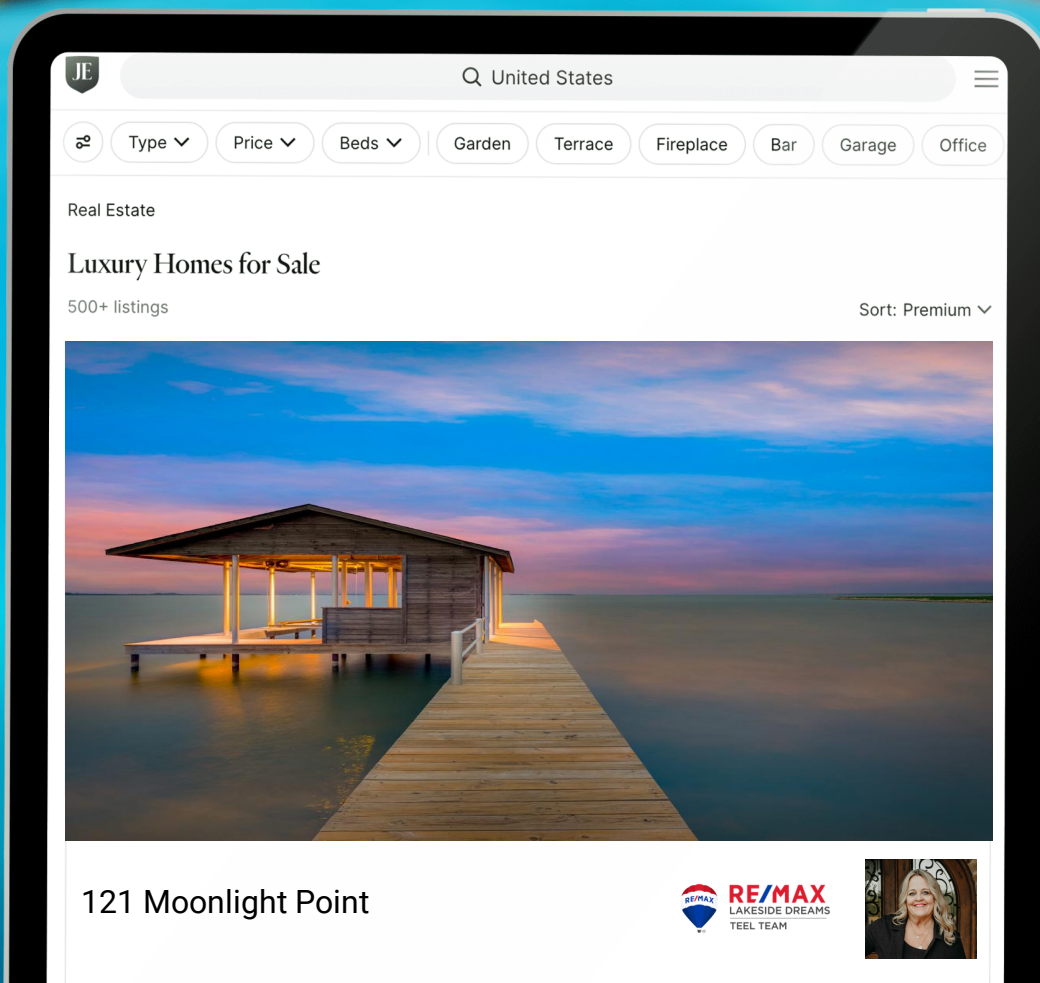 JE
United States
Type
Price
Beds
Garden
Terrace
Fireplace
Bar
Garage
Office
Real Estate
Luxury Homes for Sale
500+ listings
Sort: Premium
121 Moonlight Point
RE/MAX
RE/MAX
LAKESIDE DREAMS
TEEL TEAM